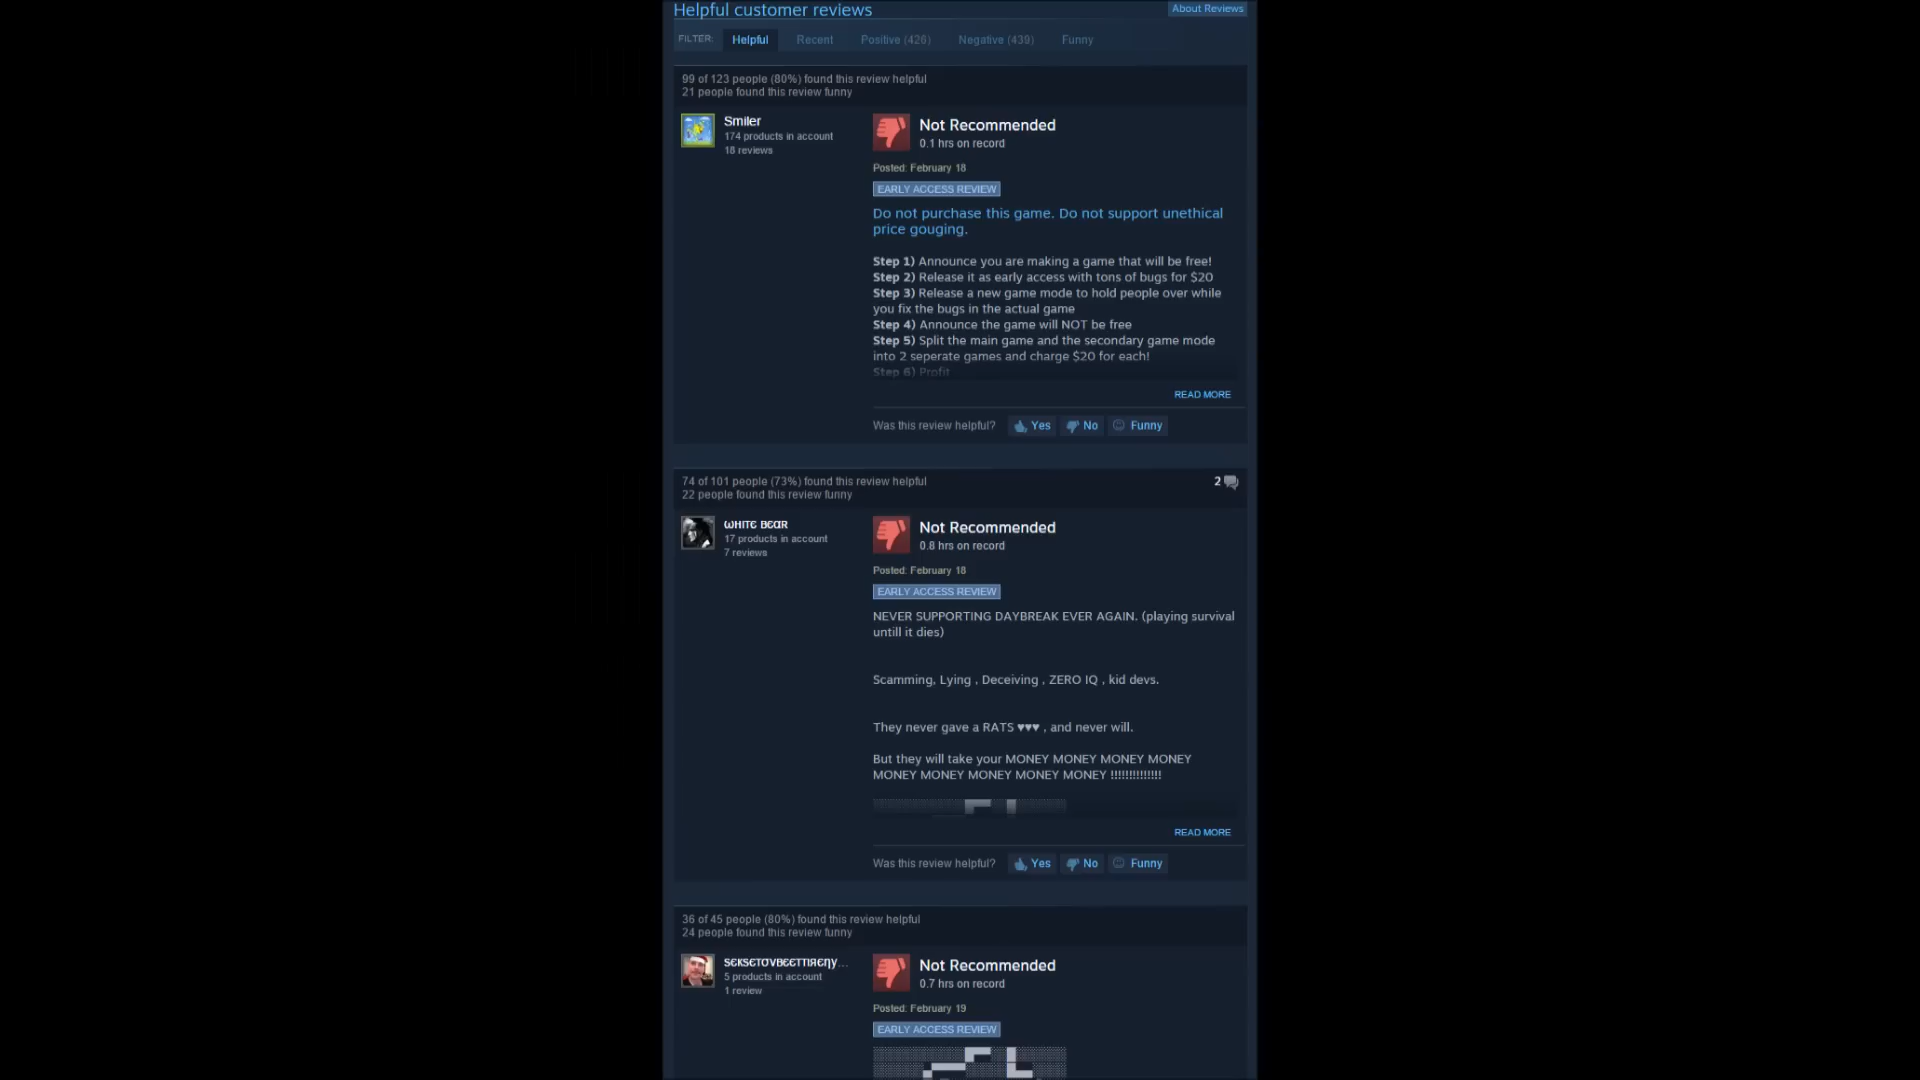 Helpful customer reviews
About Reviews
FILTER: Helpful Recent Positive (426) Negative (439) Funny
99 of 123 people (80%) found this review helpful
21 people found this review funny
Smiler
174 products in account
18 reviews
Not Recommended
0.1 hrs on record
Posted: February 18
EARLY ACCESS REVIEW
Do not purchase this game. Do not support unethical
price gouging.
Step 1) Announce you are making a game that will be free!
Step 2) Release it as early access with tons of bugs for $20
Step 3) Release a new game mode to hold people over while
you fix the bugs in the actual game
Step 4) Announce the game will NOT be free
Step 5) Split the main game and the secondary game mode
into 2 seperate games and charge $20 for each!
Step 6) Profit
READ MORE
Was this review helpful? Yes No Funny
74 of 101 people (73%) found this review helpful
22 people found this review funny
2
ωнιтє вєαя
17 products in account
7 reviews
Not Recommended
0.8 hrs on record
Posted: February 18
EARLY ACCESS REVIEW
NEVER SUPPORTING DAYBREAK EVER AGAIN. (playing survival
untill it dies)
Scamming, Lying , Deceiving , ZERO IQ , kid devs.
They never gave a RATS ♥♥♥ , and never will.
But they will take your MONEY MONEY MONEY MONEY
MONEY MONEY MONEY MONEY MONEY !!!!!!!!!!!!!!
READ MORE
Was this review helpful? Yes No Funny
36 of 45 people (80%) found this review helpful
24 people found this review funny
5 products in account
1 review
Not Recommended
0.7 hrs on record
Posted: February 19
EARLY ACCESS REVIEW